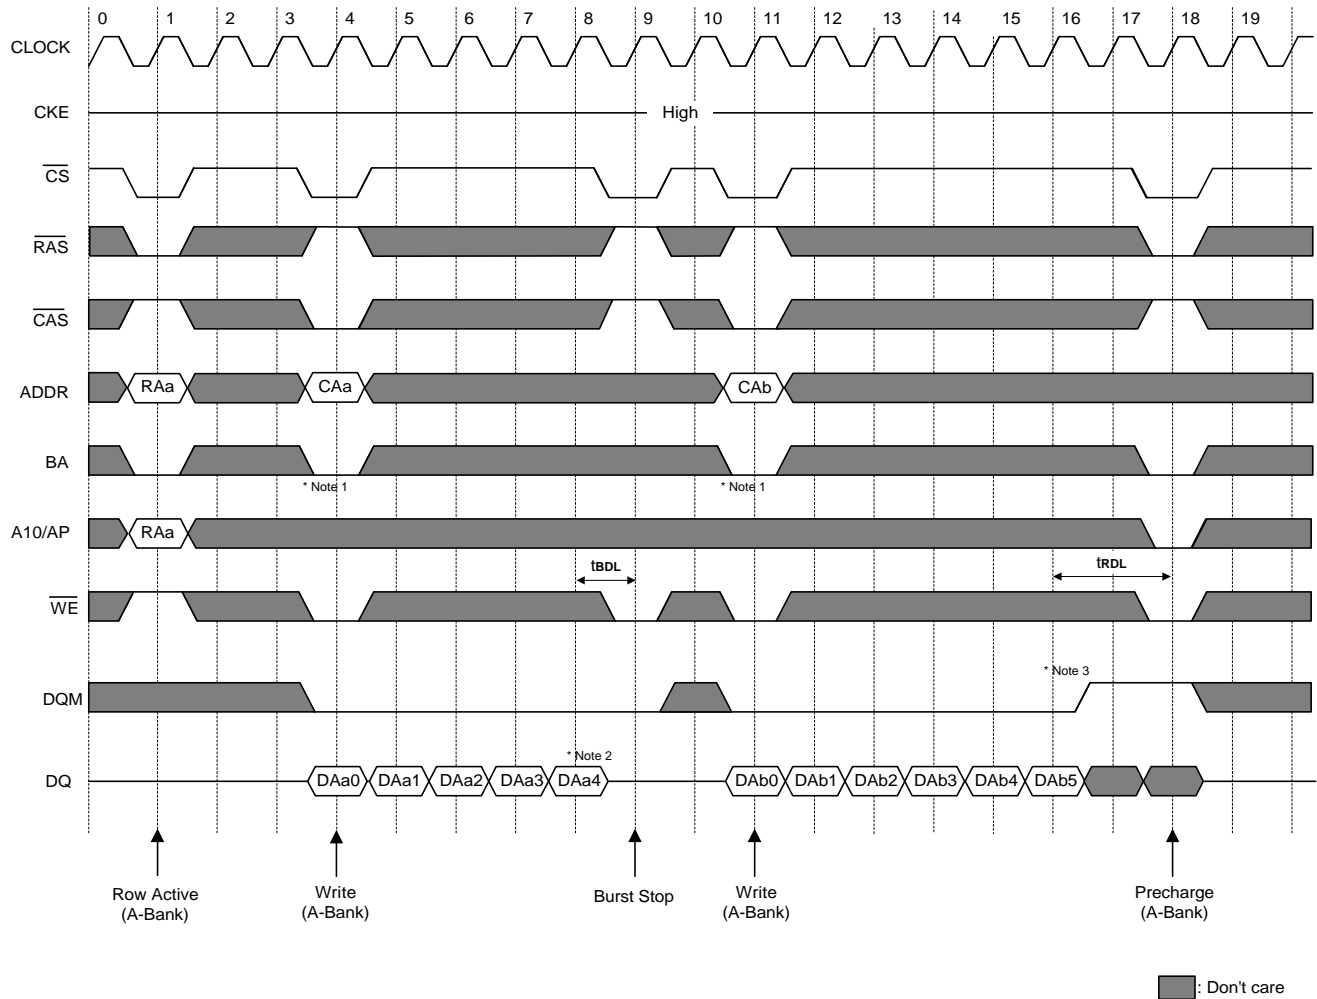 0 1 2 3 4 5 6 7 8 9 10 11 12 13 14 15 16 17 18 19
CLOCK
CKE
High
CS
RAS
CAS
ADDR
RAa
CAa
CAb
BA
* Note 1
* Note 1
A10/AP
RAa
tBDL
tRDL
WE
* Note 3
DQM
* Note 2
DQ
DAa0 DAa1 DAa2 DAa3 DAa4 DAb0 DAb1 DAb2 DAb3 DAb4 DAb5
Row Active
(A-Bank)
Write
(A-Bank)
Burst Stop
Write
(A-Bank)
Precharge
(A-Bank)
: Don't care